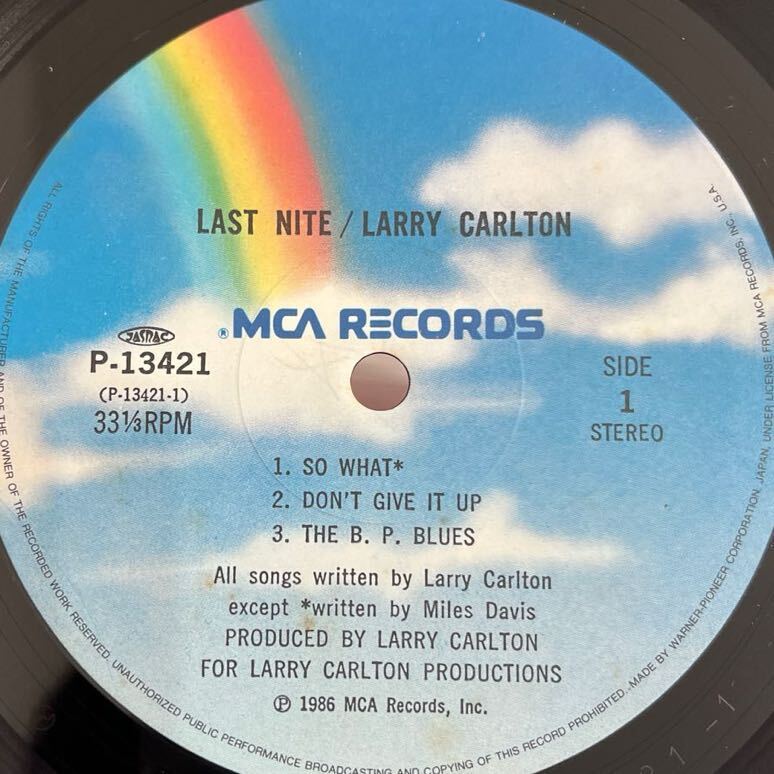 LAST NITE / LARRY CARLTON
® MCA RECORDS
JASRAC
P-13421
(P-13421-1)
33⅓RPM
SIDE
1
STEREO
1. SO WHAT*
2. DON'T GIVE IT UP
3. THE B. P. BLUES
All songs written by Larry Carlton
except *written by Miles Davis
PRODUCED BY LARRY CARLTON
FOR LARRY CARLTON PRODUCTIONS
Ⓟ 1986 MCA Records, Inc.
ALL RIGHTS OF THE MANUFACTURER AND OF THE OWNER OF THE RECORDED WORK RESERVED. UNAUTHORIZED PUBLIC PERFORMANCE BROADCASTING AND COPYING OF THIS RECORD PROHIBITED. MADE BY WARNER-PIONEER CORPORATION. JAPAN, UNDER LICENSE FROM MCA RECORDS, INC., U.S.A.